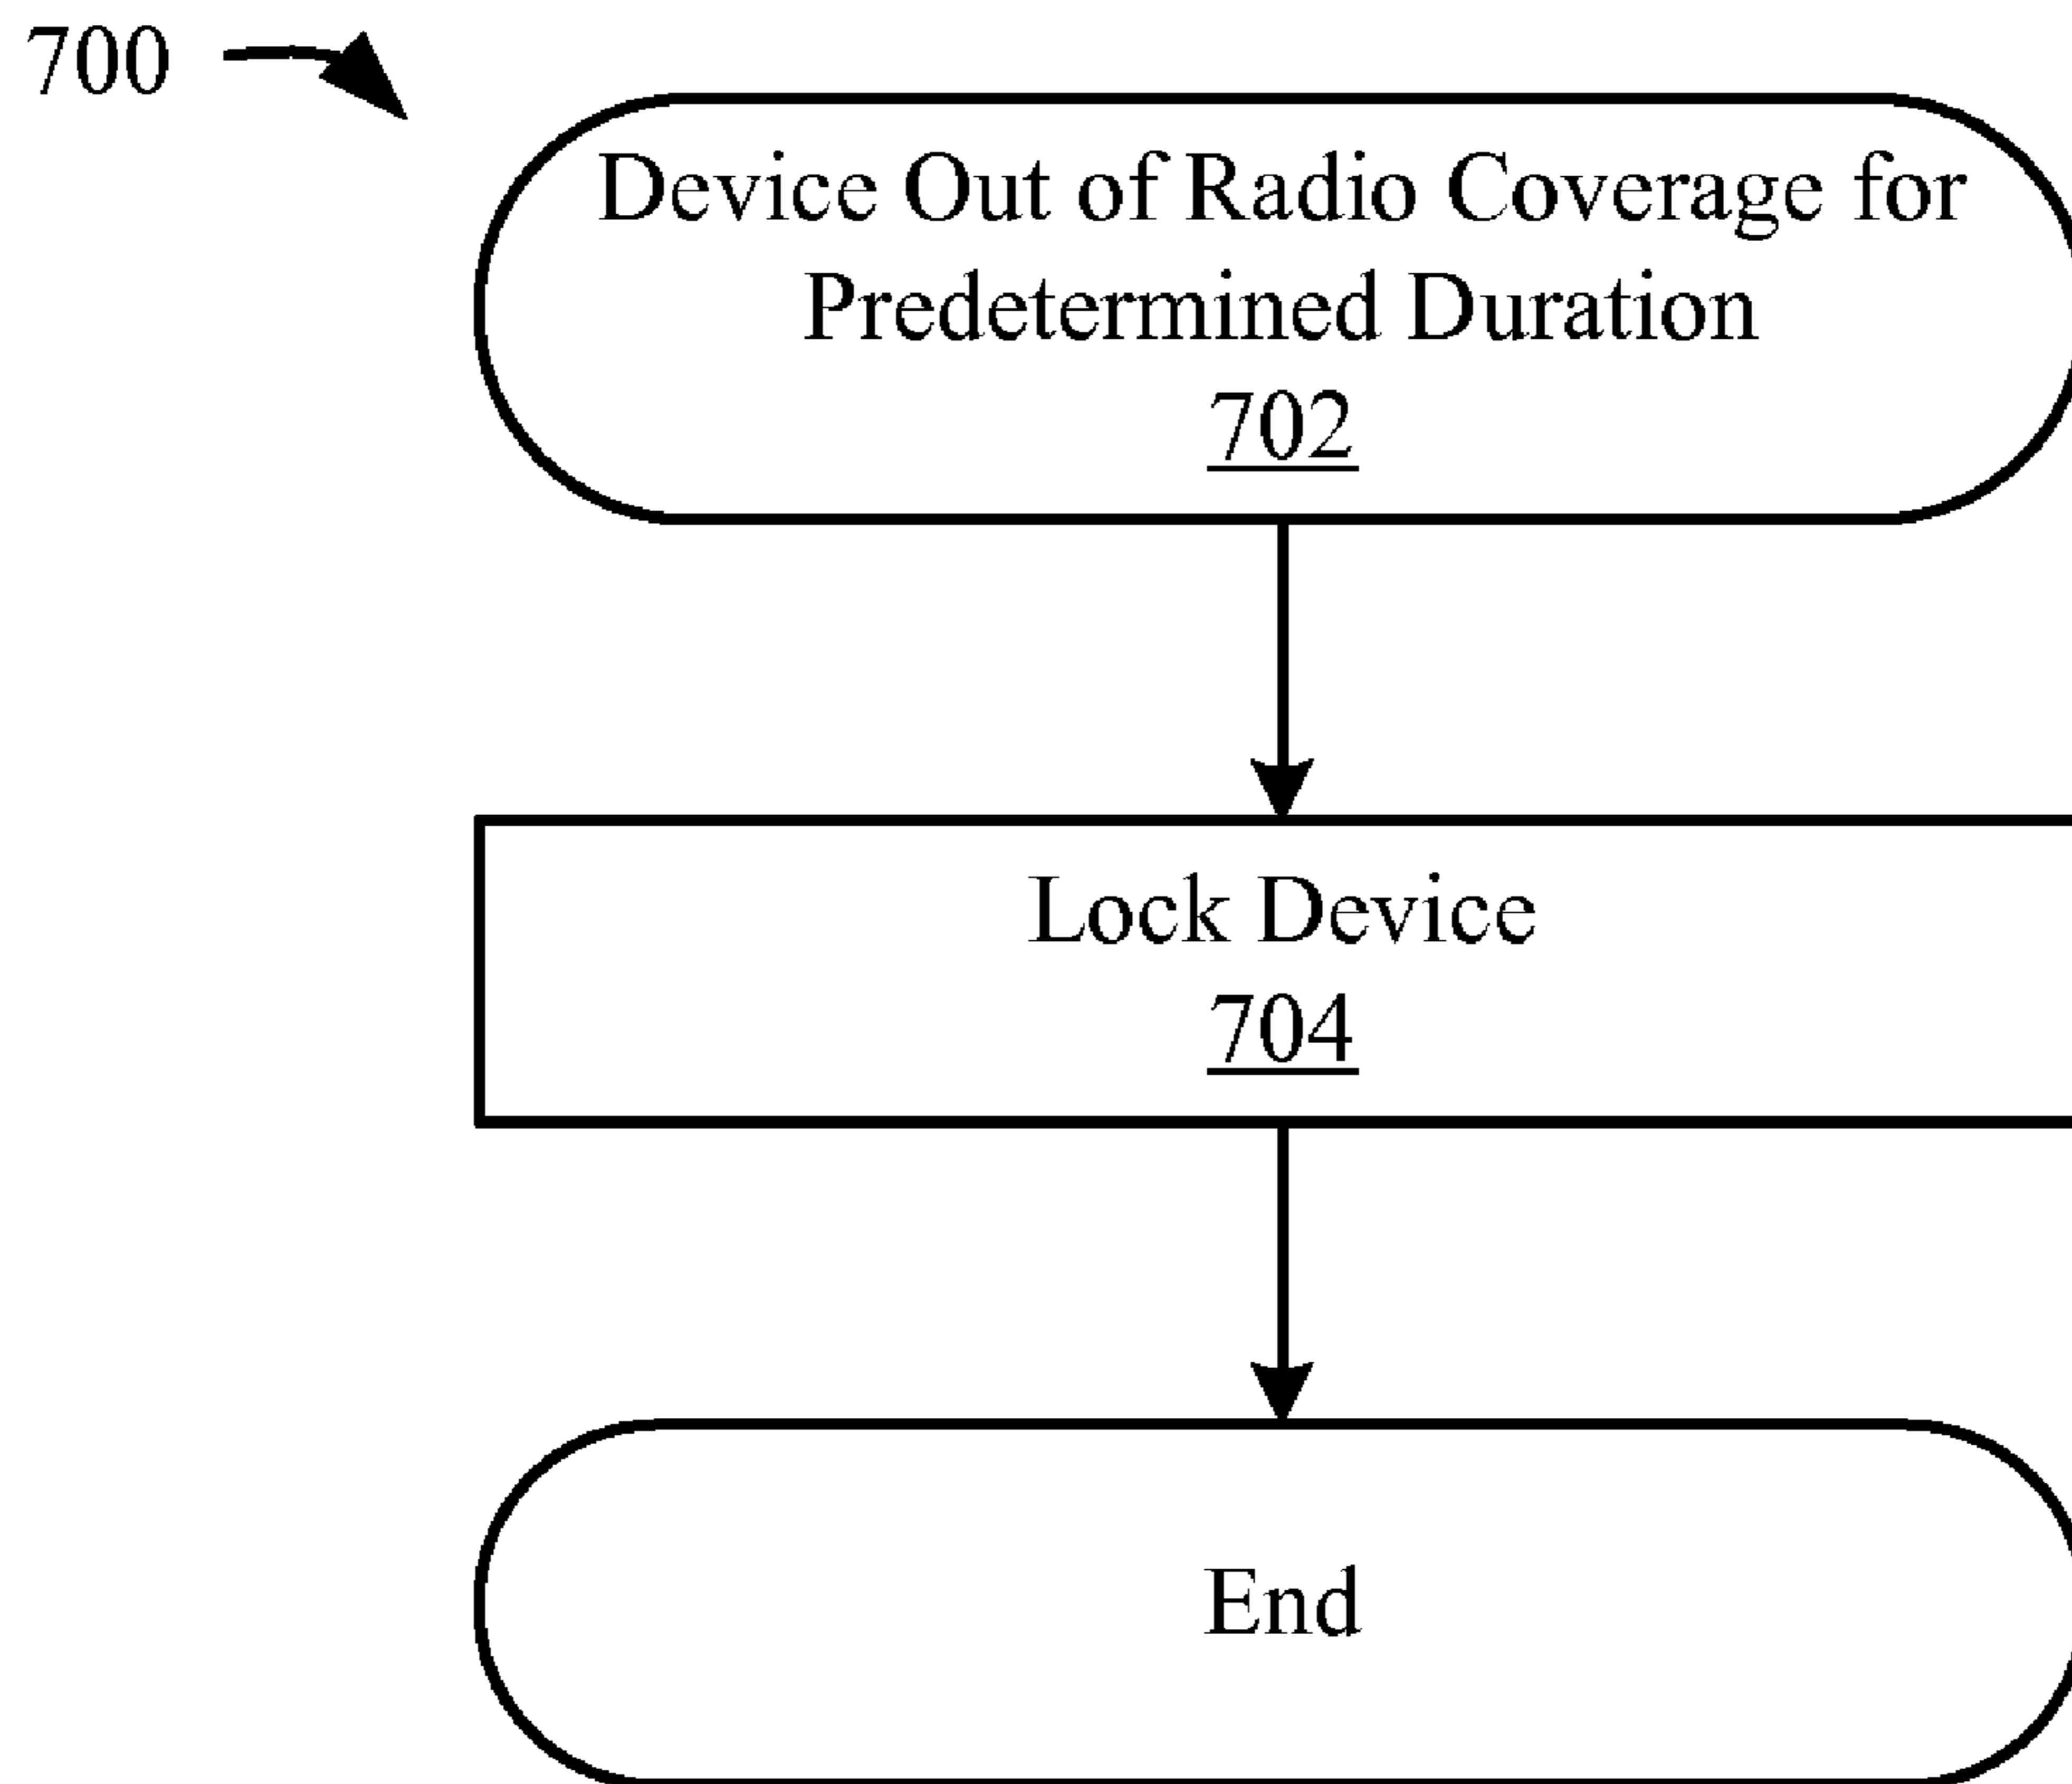 700
Device Out of Radio Coverage for
Predetermined Duration
702
Lock Device
704
End